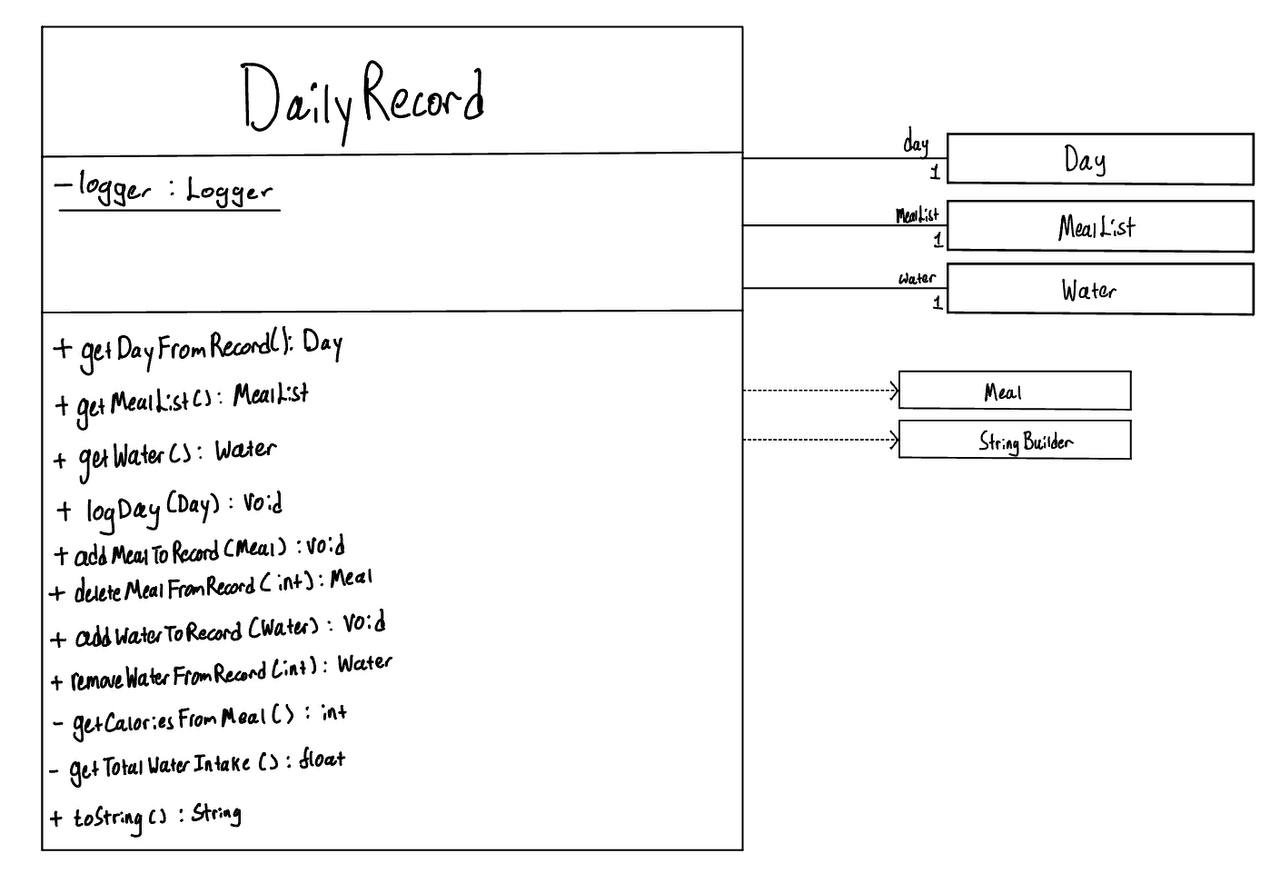 DailyRecord
- logger : Logger
+ getDayFromRecord(): Day
+ getMealList(): MealList
+ getWater(): Water
+ logDay(Day): void
+ addMealToRecord(Meal): void
+ deleteMealFromRecord(int): Meal
+ addWaterToRecord(Water): void
+ removeWaterFromRecord(int): Water
- getCaloriesFromMeal(): int
- getTotalWaterIntake(): float
+ toString(): String
day
1
Day
MealList
1
MealList
water
1
Water
Meal
StringBuilder